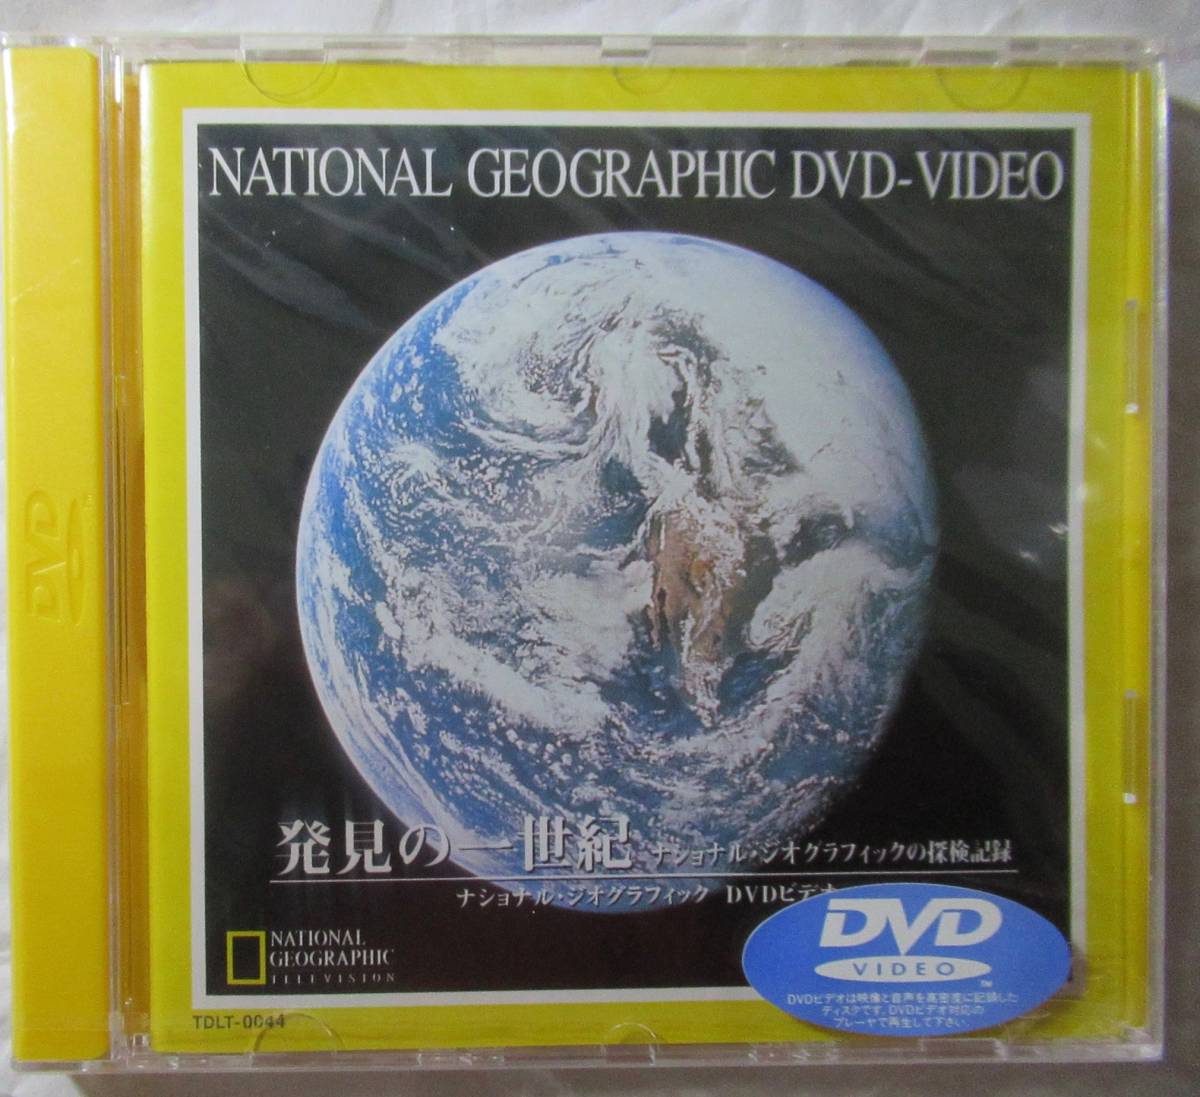 NATIONAL GEOGRAPHIC DVD-VIDEO
発見の一世紀 ナショナル・ジオグラフィックの探検記録
ナショナル・ジオグラフィック DVDビデオ
NATIONAL
GEOGRAPHIC
TELEVISION
TDLT-0044
DVD
VIDEO
TM
DVDビデオは映像と音声を高密度に記録した
ディスクです。DVDビデオ対応の
プレーヤで再生して下さい
DVD